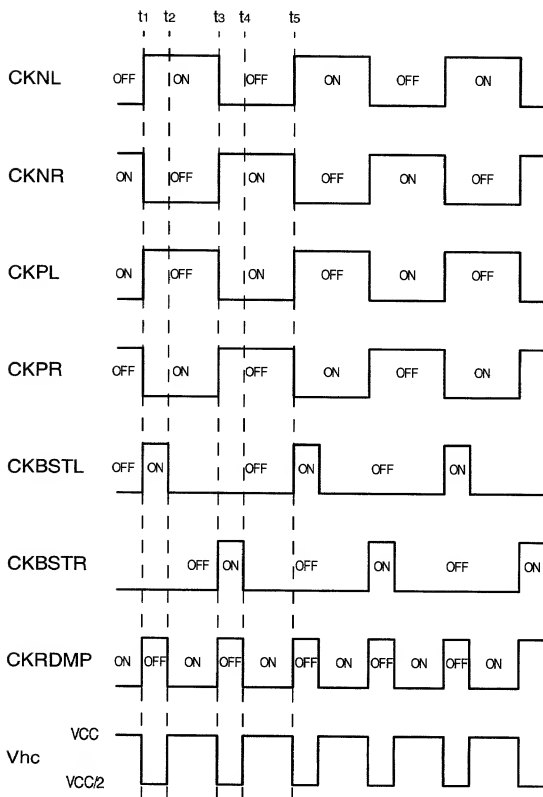 t1 t2 t3 t4 t5
CKNL OFF ON OFF ON OFF ON
CKNR ON OFF ON OFF ON OFF
CKPL ON OFF ON OFF ON OFF
CKPR OFF ON OFF ON OFF ON
CKBSTL OFF ON OFF ON OFF ON
CKBSTR OFF ON OFF ON OFF ON
CKRDMP ON OFF ON OFF ON OFF ON OFF ON OFF ON
VCC
Vhc
VCC/2